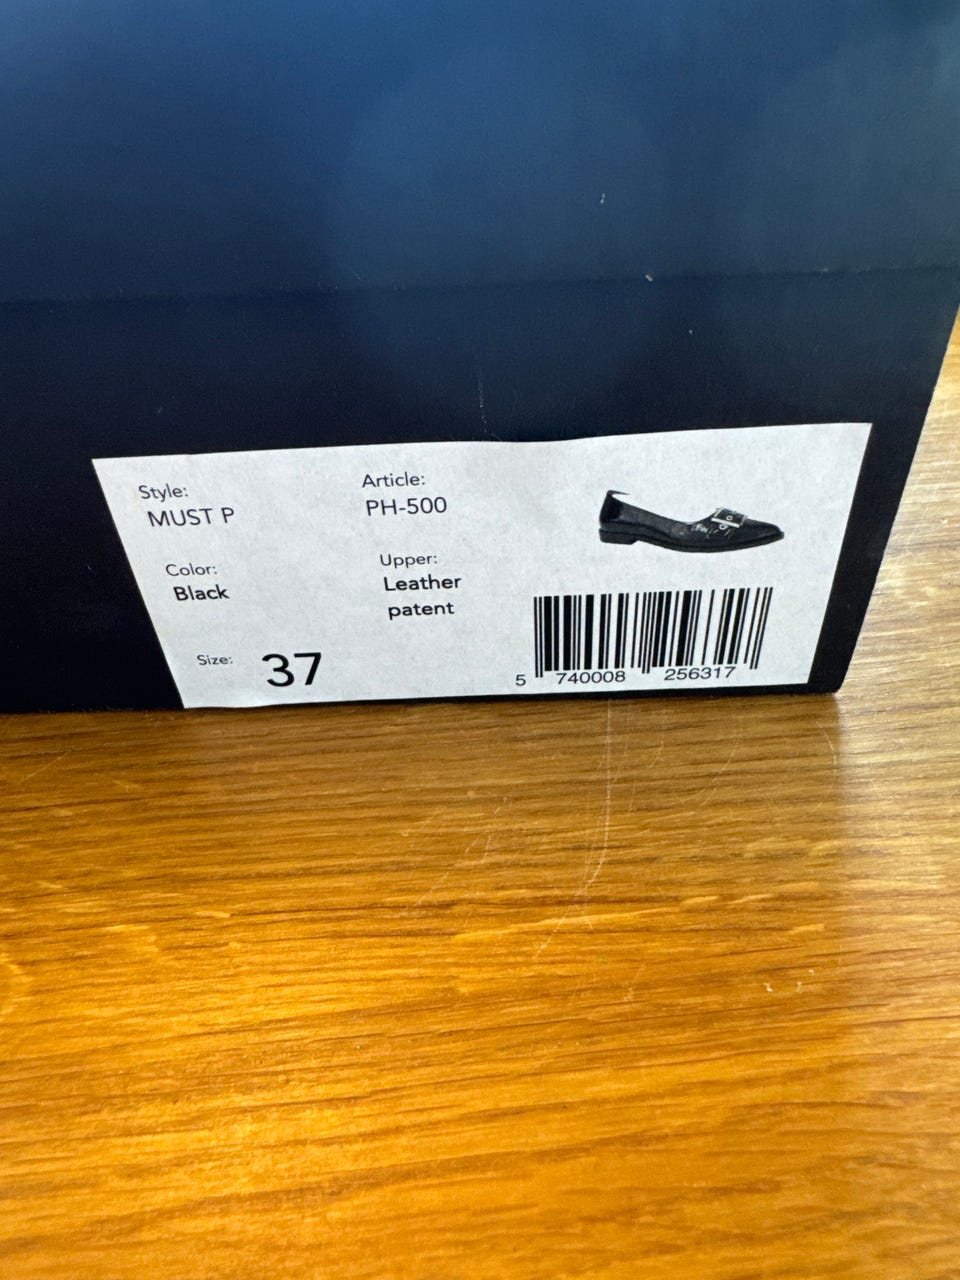 Style:
MUST P
Article:
PH-500
Color:
Black
Upper:
Leather
patent
Size: 37
5 740008 256317